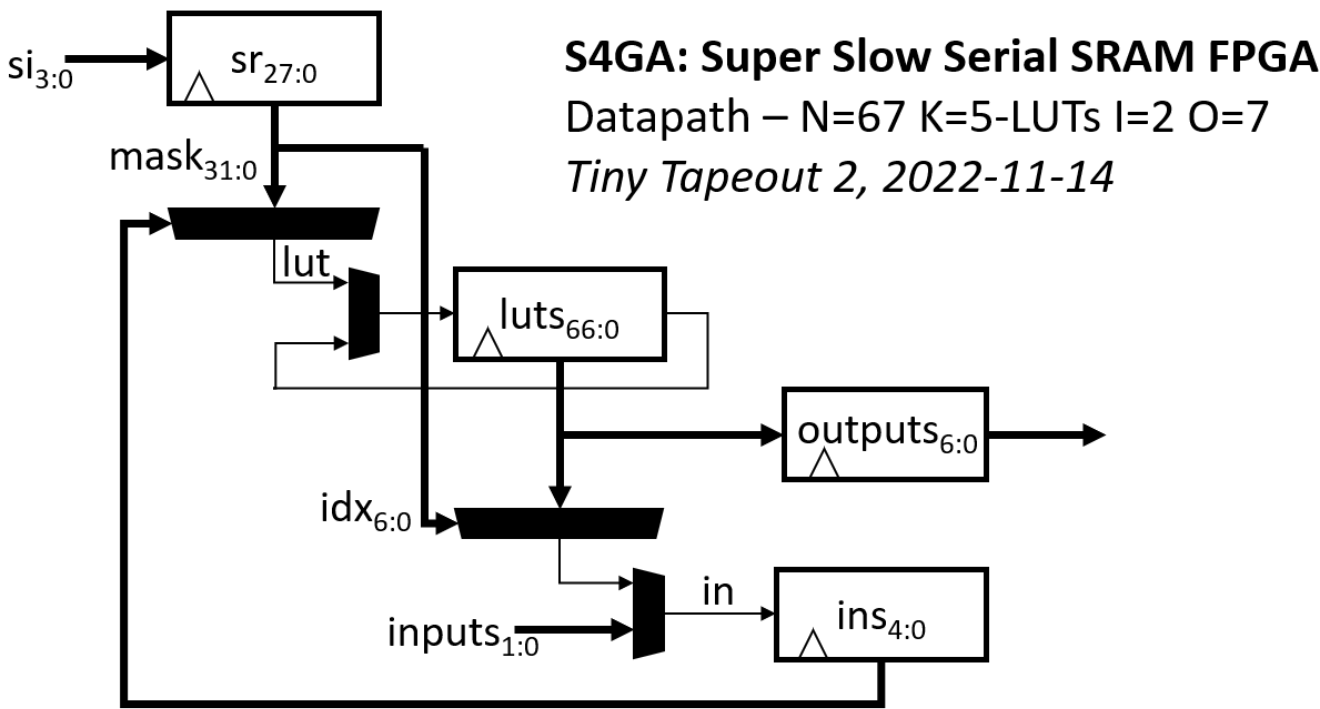 S4GA: Super Slow Serial SRAM FPGA
Datapath – N=67 K=5-LUTs I=2 O=7
Tiny Tapeout 2, 2022-11-14
si3:0
sr27:0
mask31:0
lut
luts66:0
outputs6:0
idx6:0
in
inputs1:0
ins4:0